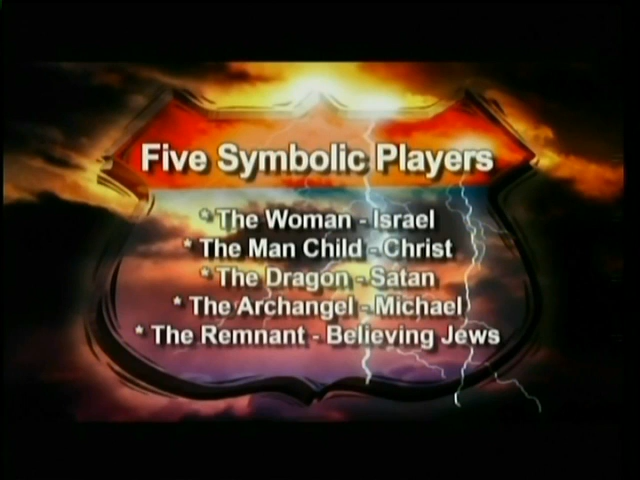 Five Symbolic Players
* The Woman - Israel
* The Man Child - Christ
* The Dragon - Satan
* The Archangel - Michael
* The Remnant - Believing Jews